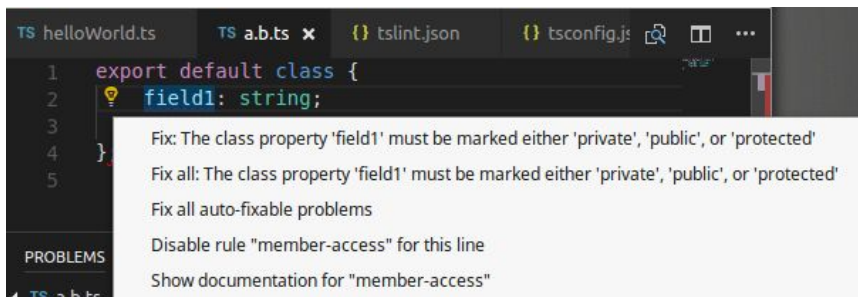 TS helloWorld.ts TS a.b.ts × {} tslint.json {} tsconfig.js ...
1 export default class {
2 field1: string;
3
4 }
5
Fix: The class property 'field1' must be marked either 'private', 'public', or 'protected'
Fix all: The class property 'field1' must be marked either 'private', 'public', or 'protected'
Fix all auto-fixable problems
Disable rule "member-access" for this line
Show documentation for "member-access"
PROBLEMS
TS a.b.ts